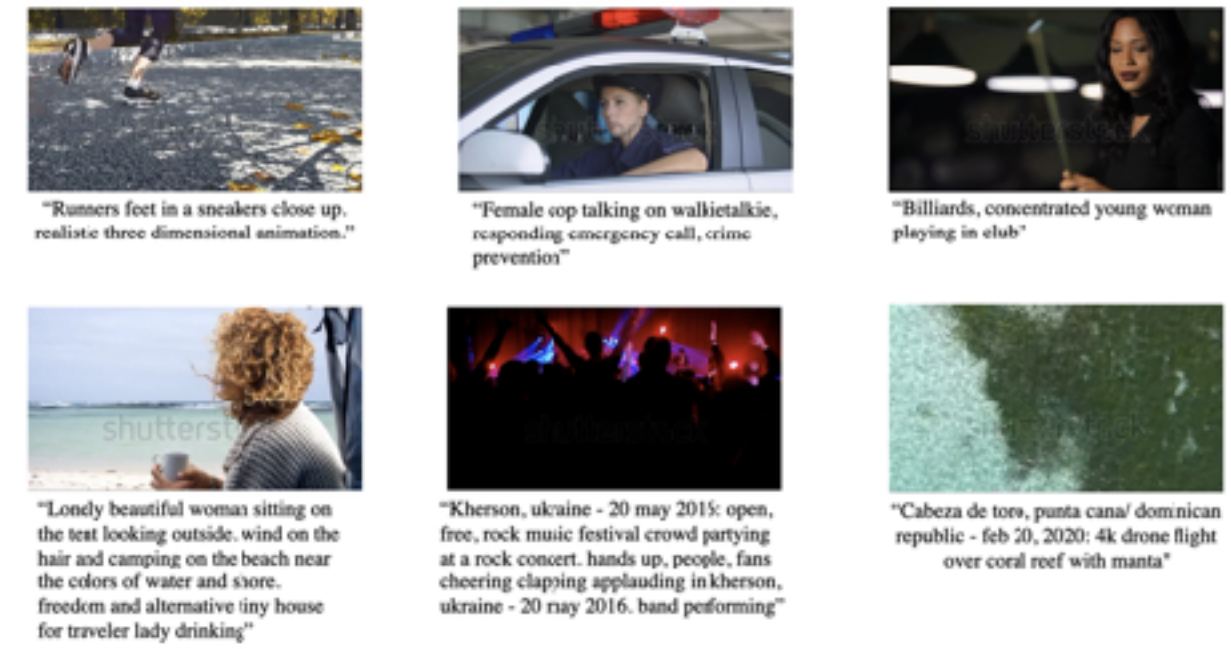 shutterstock
"Runners feet in a sneakers close up.
realistic three dimensional animation."
"Female cop talking on walkietalkie,
responding emergency call, crime
prevention"
shutterstock
"Billiards, concentrated young woman
playing in club"
shutterst
"Lonely beautiful woman sitting on
the tent looking outside. wind on the
hair and camping on the beach near
the colors of water and shore.
freedom and alternative tiny house
for traveler lady drinking"
shutterstock
"Kherson, ukraine - 20 may 2015: open,
free, rock music festival crowd partying
at a rock concert. hands up, people, fans
cheering clapping applauding in kherson,
ukraine - 20 may 2016. band performing"
"Cabeza de toro, punta cana/ dominican
republic - feb 20, 2020: 4k drone flight
over coral reef with manta"